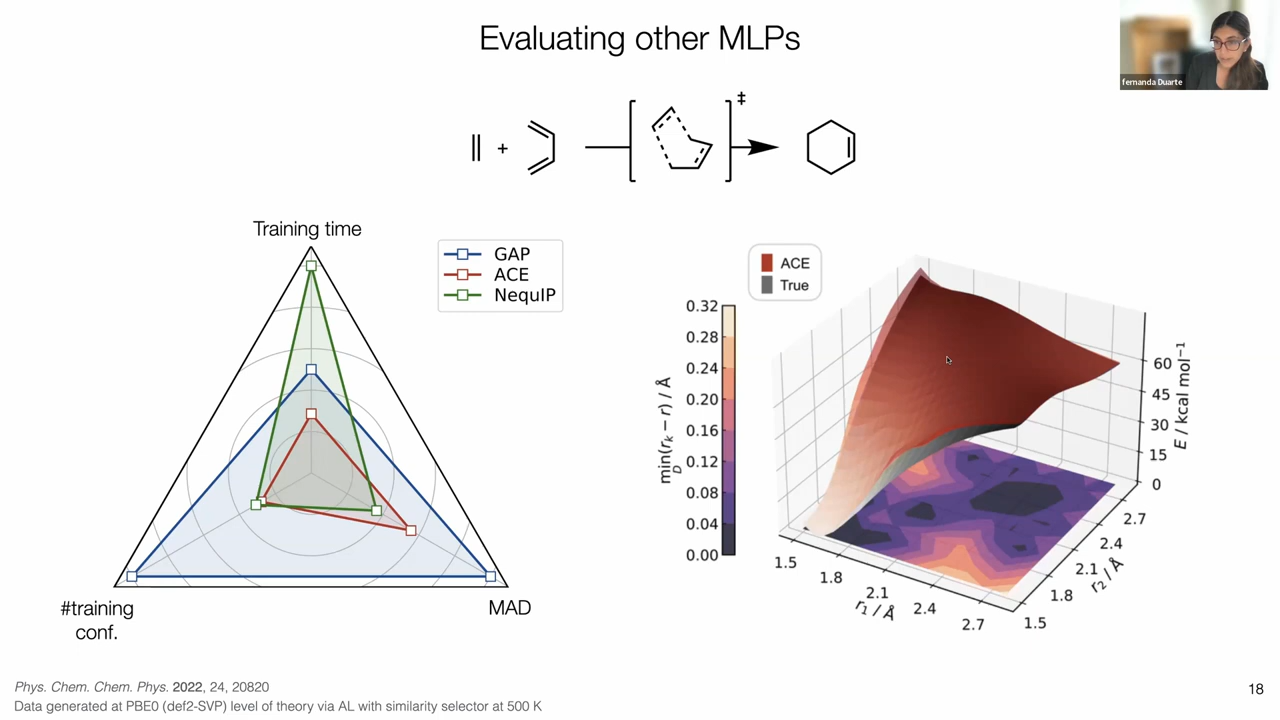 Evaluating other MLPs
fernanda Duarte
+
‡
Training time
GAP
ACE
NequIP
#training
conf.
MAD
ACE
True
0.32
0.28
0.24
0.20
0.16
0.12
0.08
0.04
0.00
min(rₖ − r) / Å
D
60
45
30
15
0
E / kcal mol⁻¹
1.5
1.8
2.1
2.4
2.7
r₁ / Å
1.5
1.8
2.1
2.4
2.7
r₂ / Å
Phys. Chem. Chem. Phys. 2022, 24, 20820
Data generated at PBE0 (def2-SVP) level of theory via AL with similarity selector at 500 K
18